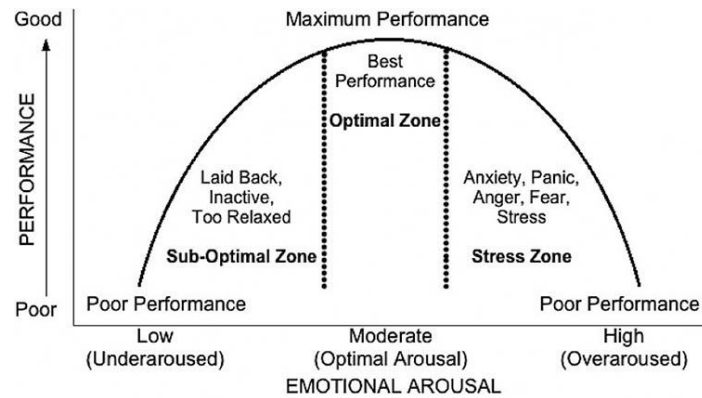 Good
Maximum Performance
Best
Performance
Optimal Zone
PERFORMANCE
Laid Back,
Inactive,
Too Relaxed
Sub-Optimal Zone
Anxiety, Panic,
Anger, Fear,
Stress
Stress Zone
Poor
Poor Performance
Poor Performance
Low
(Underaroused)
Moderate
(Optimal Arousal)
High
(Overaroused)
EMOTIONAL AROUSAL